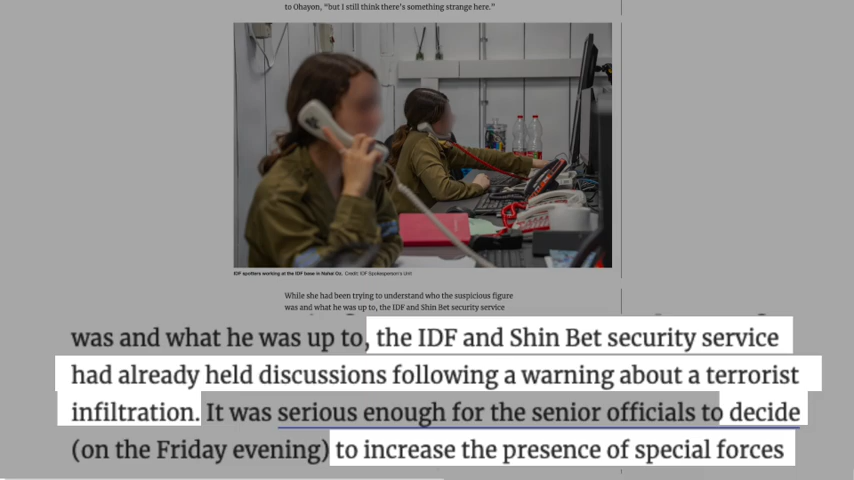 to Ohayon, “but I still think there’s something strange here.”
IDF spotters working at the IDF base in Nahal Oz. Credit: IDF Spokesperson's Unit
While she had been trying to understand who the suspicious figure
was and what he was up to, the IDF and Shin Bet security service
was and what he was up to, the IDF and Shin Bet security service
had already held discussions following a warning about a terrorist
infiltration. It was serious enough for the senior officials to decide
(on the Friday evening) to increase the presence of special forces